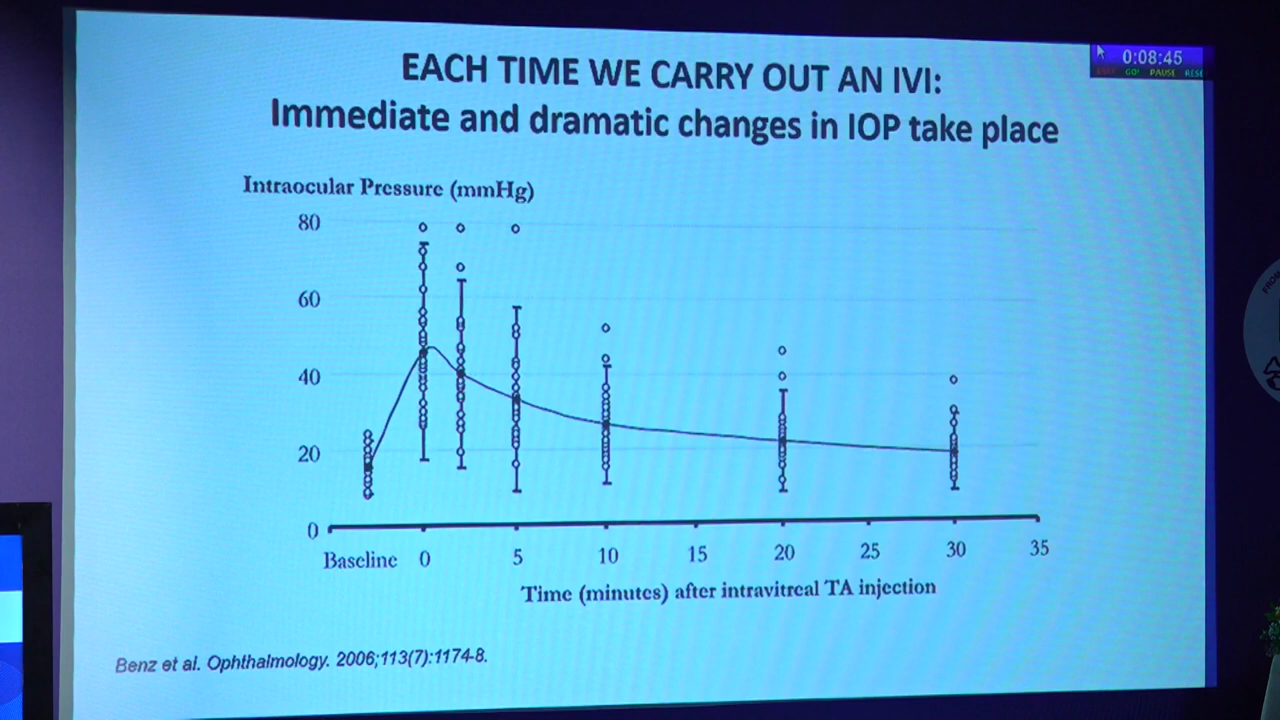 EACH TIME WE CARRY OUT AN IVI:
Immediate and dramatic changes in IOP take place
0:08:45
GO! PAUSE
Intraocular Pressure (mmHg)
80
60
40
20
0
Baseline 0 5 10 15 20 25 30 35
Time (minutes) after intravitreal TA injection
Benz et al. Ophthalmology. 2006;113(7):1174-8.